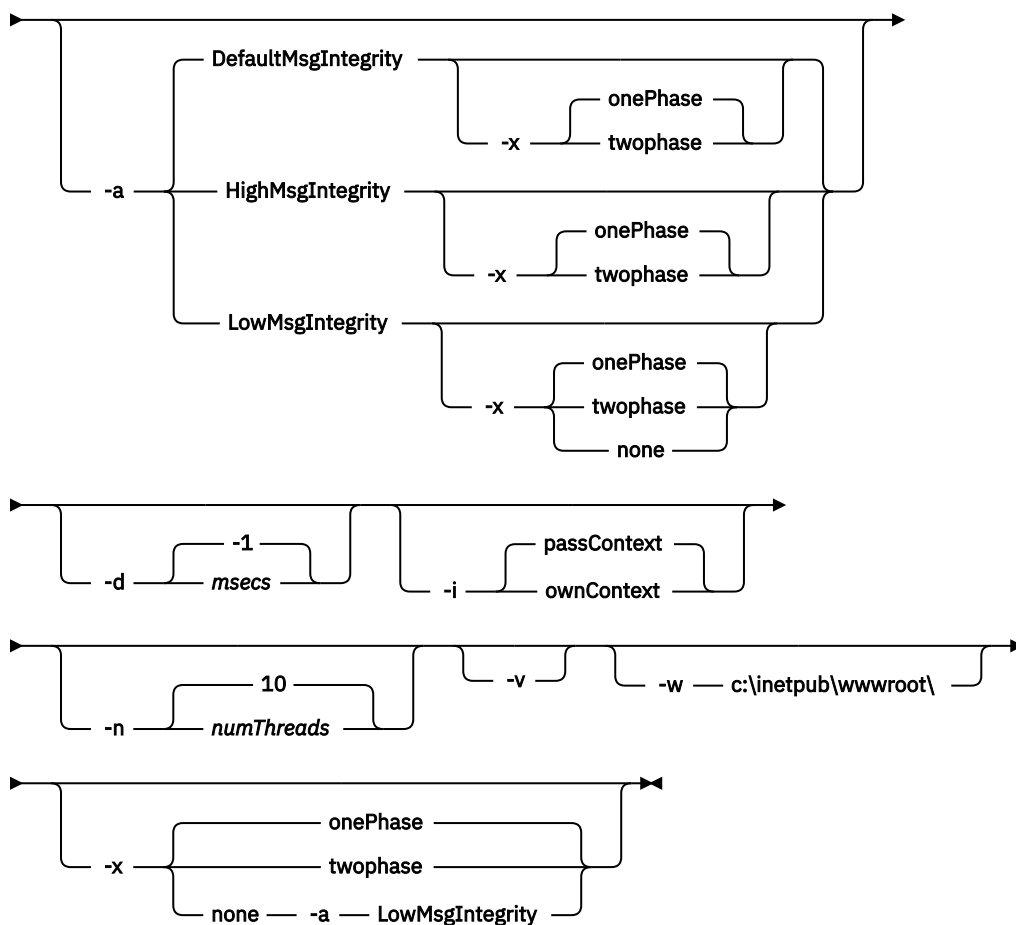 DefaultMsgIntegrity
onePhase
-x twophase
-a HighMsgIntegrity
onePhase
-x twophase
LowMsgIntegrity
onePhase
-x twophase
none
-1 passContext
-d msecs
-i ownContext
10 -v -w c:\inetpub\wwwroot\
-n numThreads
onePhase
-x twophase
none -a LowMsgIntegrity